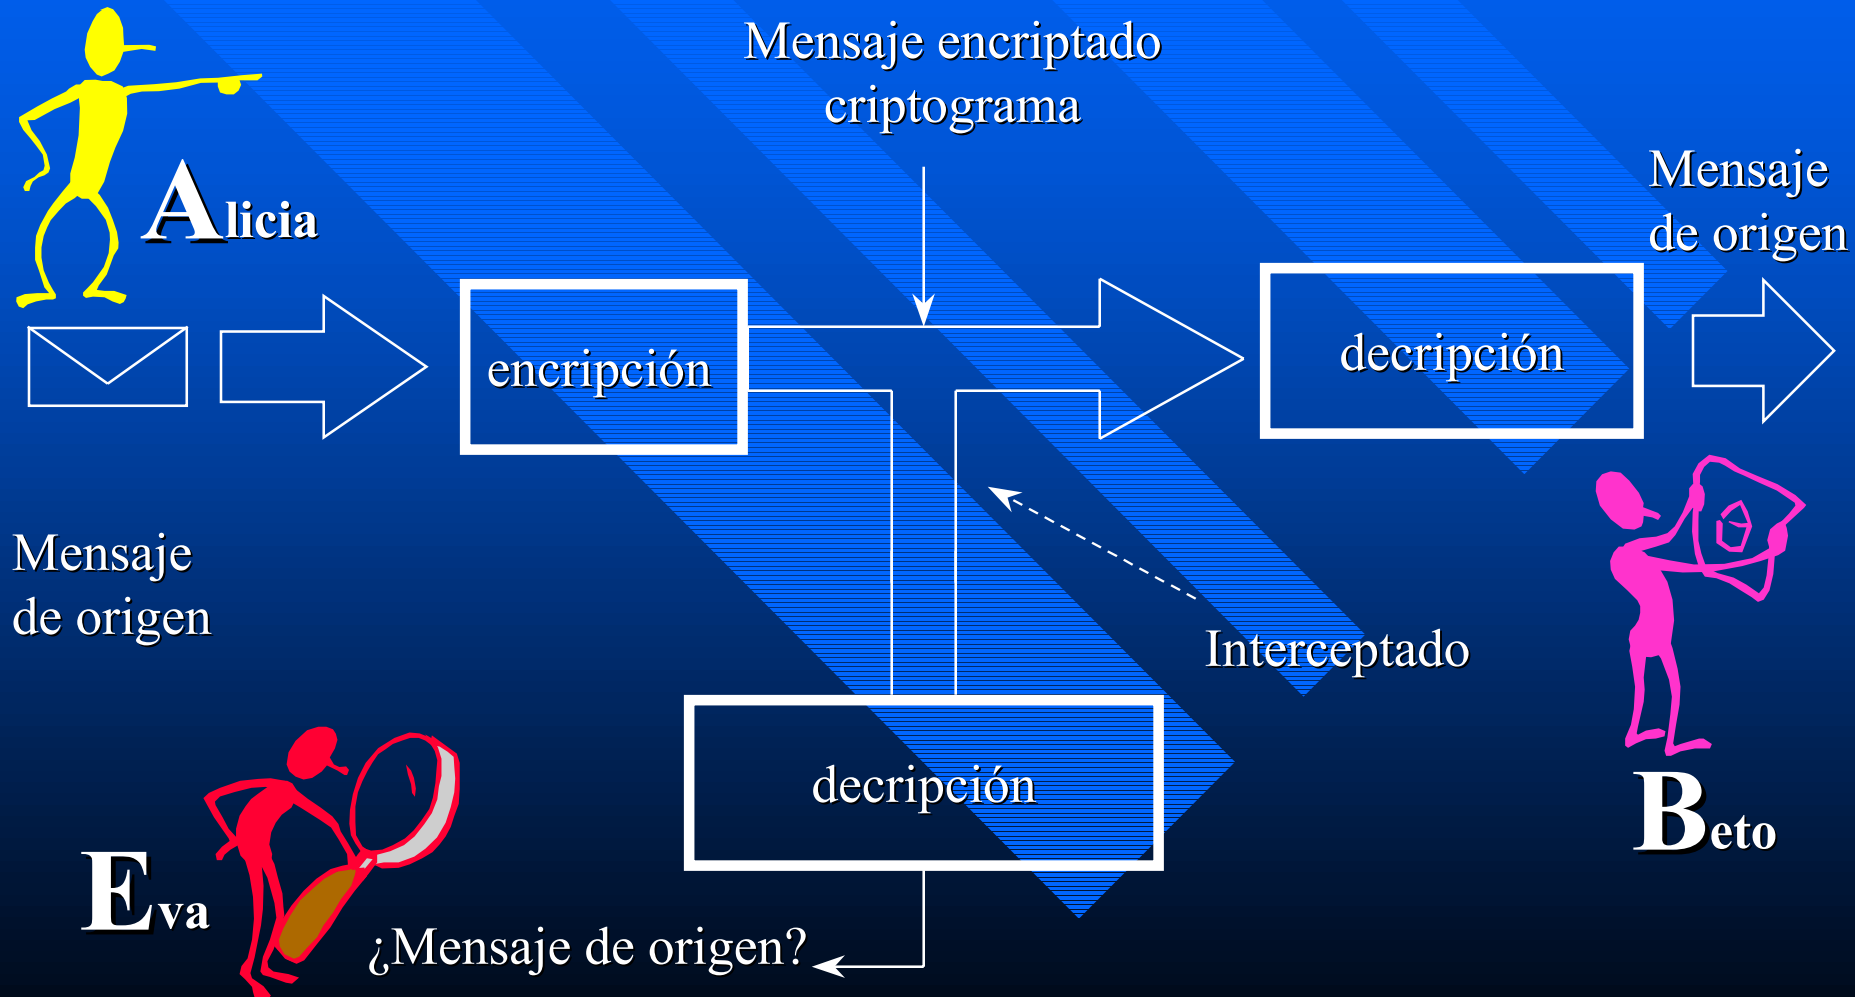 Mensaje encriptado
criptograma
Alicia
Mensaje
de origen
encripción
decripción
Mensaje
de origen
Interceptado
decripción
Beto
Eva
¿Mensaje de origen?